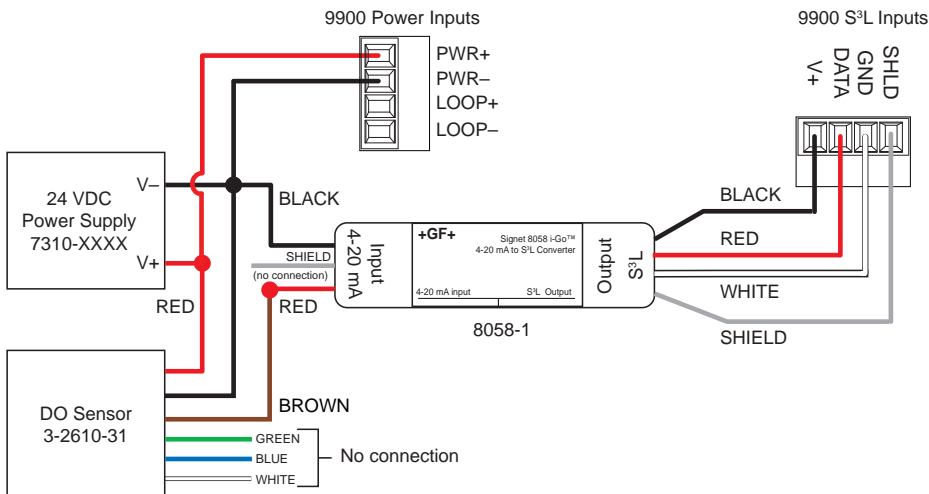 9900 Power Inputs
PWR+
PWR–
LOOP+
LOOP–
9900 S³L Inputs
V+
DATA
GND
SHLD
24 VDC
Power Supply
7310-XXXX
V–
V+
BLACK
SHIELD
(no connection)
RED
RED
Input
4-20 mA
+GF+
Signet 8058 i-Go™
4-20 mA to S³L Converter
4-20 mA input
S³L Output
Output
S³L
8058-1
BLACK
RED
WHITE
SHIELD
DO Sensor
3-2610-31
BROWN
GREEN
BLUE
WHITE
No connection